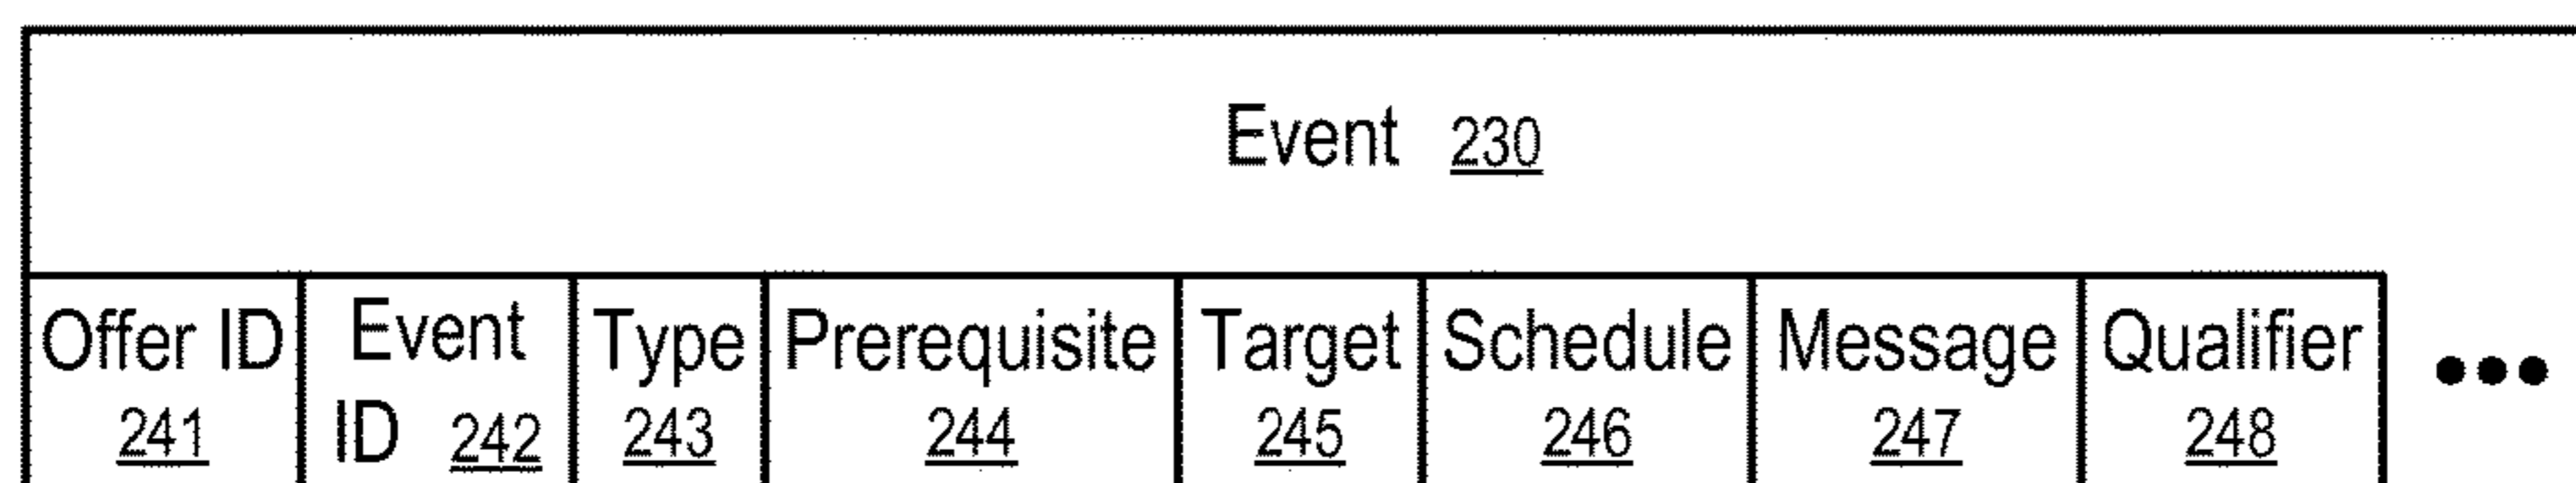 Event 230
Offer ID Event Type Prerequisite Target Schedule Message Qualifier •••
241 ID 242 243 244 245 246 247 248